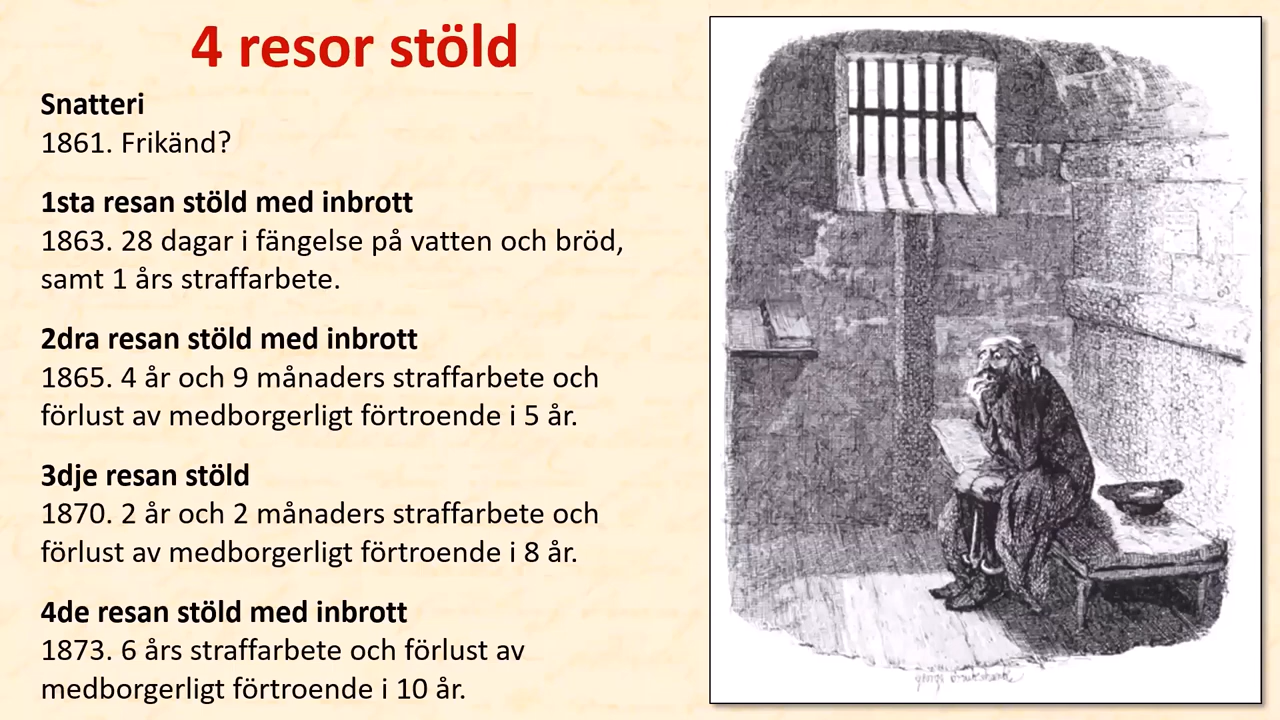 4 resor stöld
Snatteri
1861. Frikänd?
1sta resan stöld med inbrott
1863. 28 dagar i fängelse på vatten och bröd,
samt 1 års straffarbete.
2dra resan stöld med inbrott
1865. 4 år och 9 månaders straffarbete och
förlust av medborgerligt förtroende i 5 år.
3dje resan stöld
1870. 2 år och 2 månaders straffarbete och
förlust av medborgerligt förtroende i 8 år.
4de resan stöld med inbrott
1873. 6 års straffarbete och förlust av
medborgerligt förtroende i 10 år.